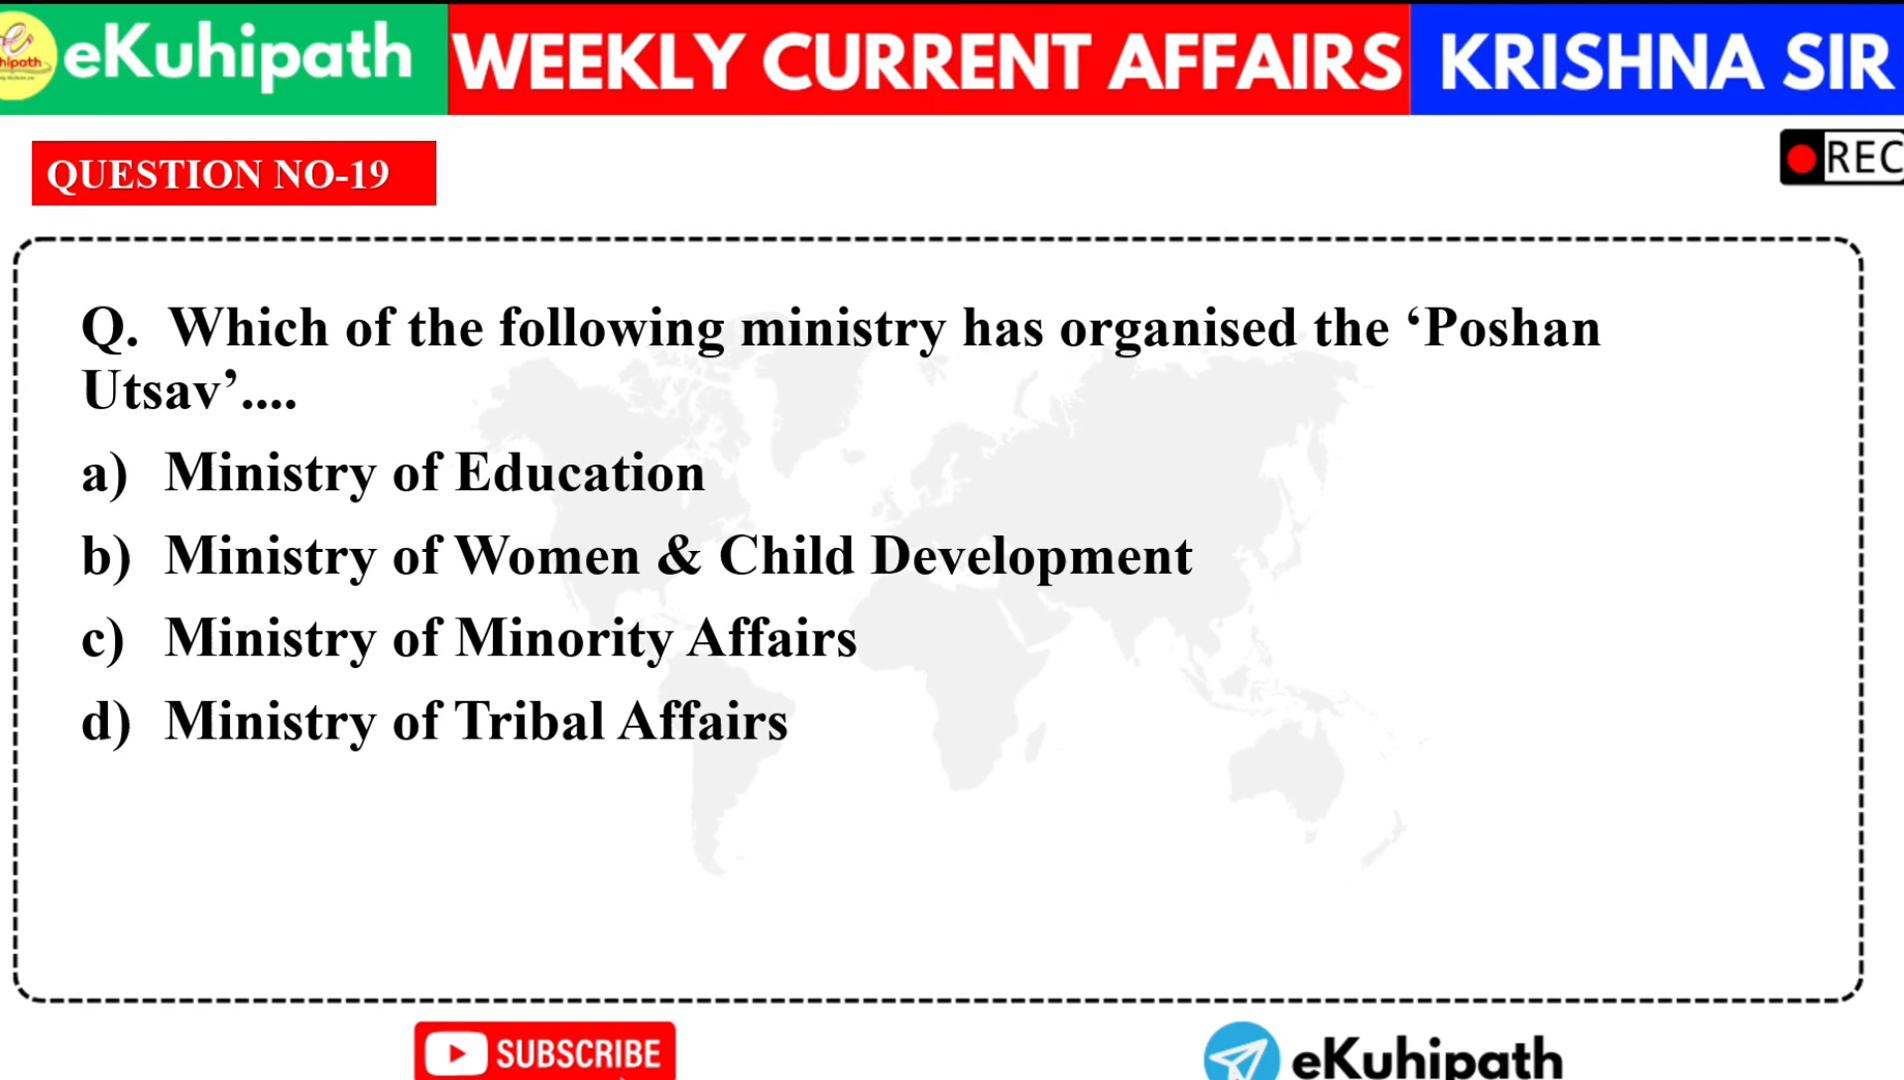 eKuhipath WEEKLY CURRENT AFFAIRS KRISHNA SIR
hipath
QUESTION NO-19
REC
Q. Which of the following ministry has organised the ‘Poshan
Utsav’....
a) Ministry of Education
b) Ministry of Women & Child Development
c) Ministry of Minority Affairs
d) Ministry of Tribal Affairs
SUBSCRIBE
eKuhipath